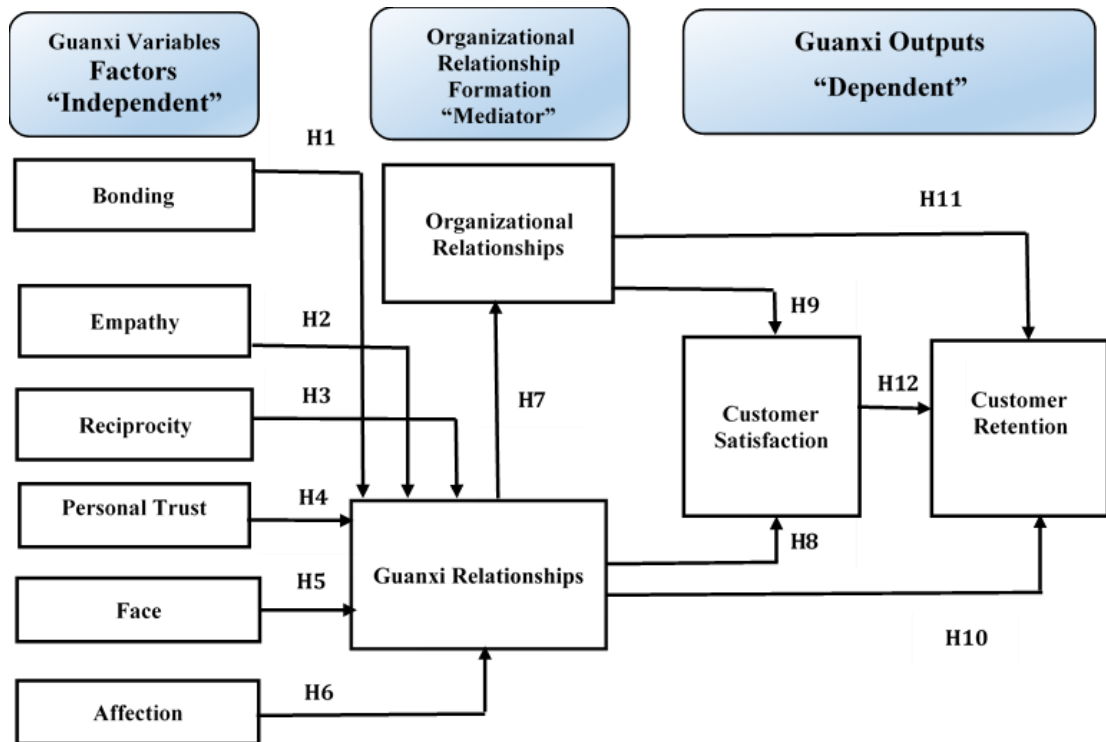 Guanxi Variables
Factors
“Independent”
Organizational
Relationship
Formation
“Mediator”
Guanxi Outputs
“Dependent”
H1
Bonding
Organizational
Relationships
H11
Empathy
H2
H9
Reciprocity
H3
H7
Customer
Satisfaction
H12
Customer
Retention
Personal Trust
H4
H8
Guanxi Relationships
Face
H5
H10
Affection
H6